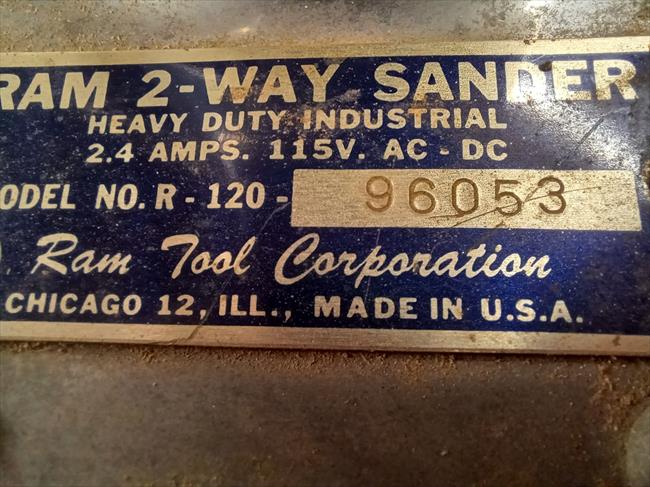 RAM 2-WAY SANDER
HEAVY DUTY INDUSTRIAL
2.4 AMPS. 115V. AC - DC
ODEL NO. R - 120 - 96053
Ram Tool Corporation
CHICAGO 12, ILL., MADE IN U.S.A.